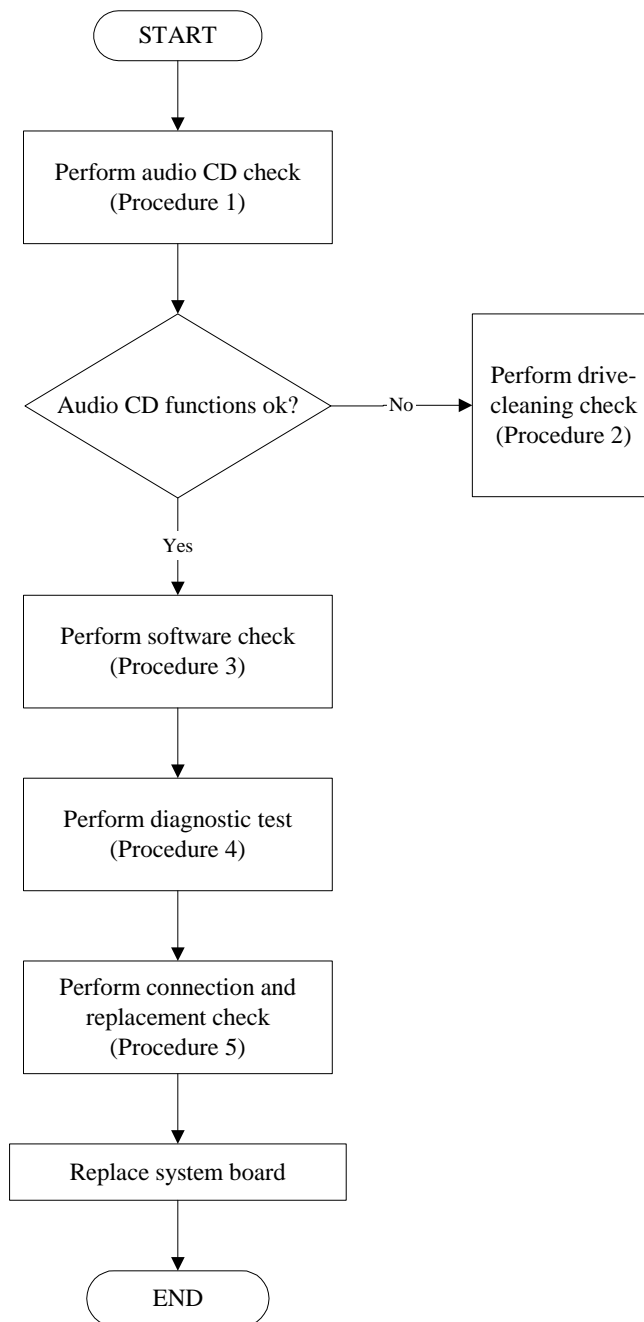 START
Perform audio CD check
(Procedure 1)
Audio CD functions ok?
No
Perform drive-
cleaning check
(Procedure 2)
Yes
Perform software check
(Procedure 3)
Perform diagnostic test
(Procedure 4)
Perform connection and
replacement check
(Procedure 5)
Replace system board
END